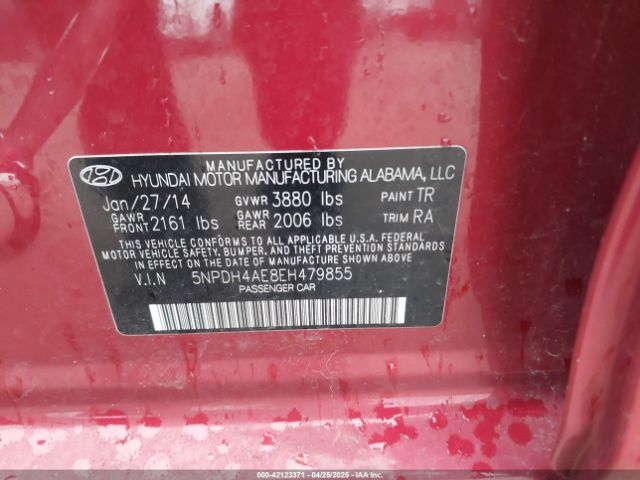 MANUFACTURED BY
HYUNDAI MOTOR MANUFACTURING ALABAMA, LLC
Jan/27/14 GVWR 3880 lbs PAINT TR
GAWR FRONT 2161 lbs GAWR REAR 2006 lbs TRIM RA
THIS VEHICLE CONFORMS TO ALL APPLICABLE U.S.A. FEDERAL
MOTOR VEHICLE SAFETY, BUMPER, AND THEFT PREVENTION STANDARDS
IN EFFECT ON THE DATE OF MANUFACTURE SHOWN ABOVE.
V.I.N 5NPDH4AE8EH479855
PASSENGER CAR
000-42123371 - 04/25/2025 - IAAI.COM